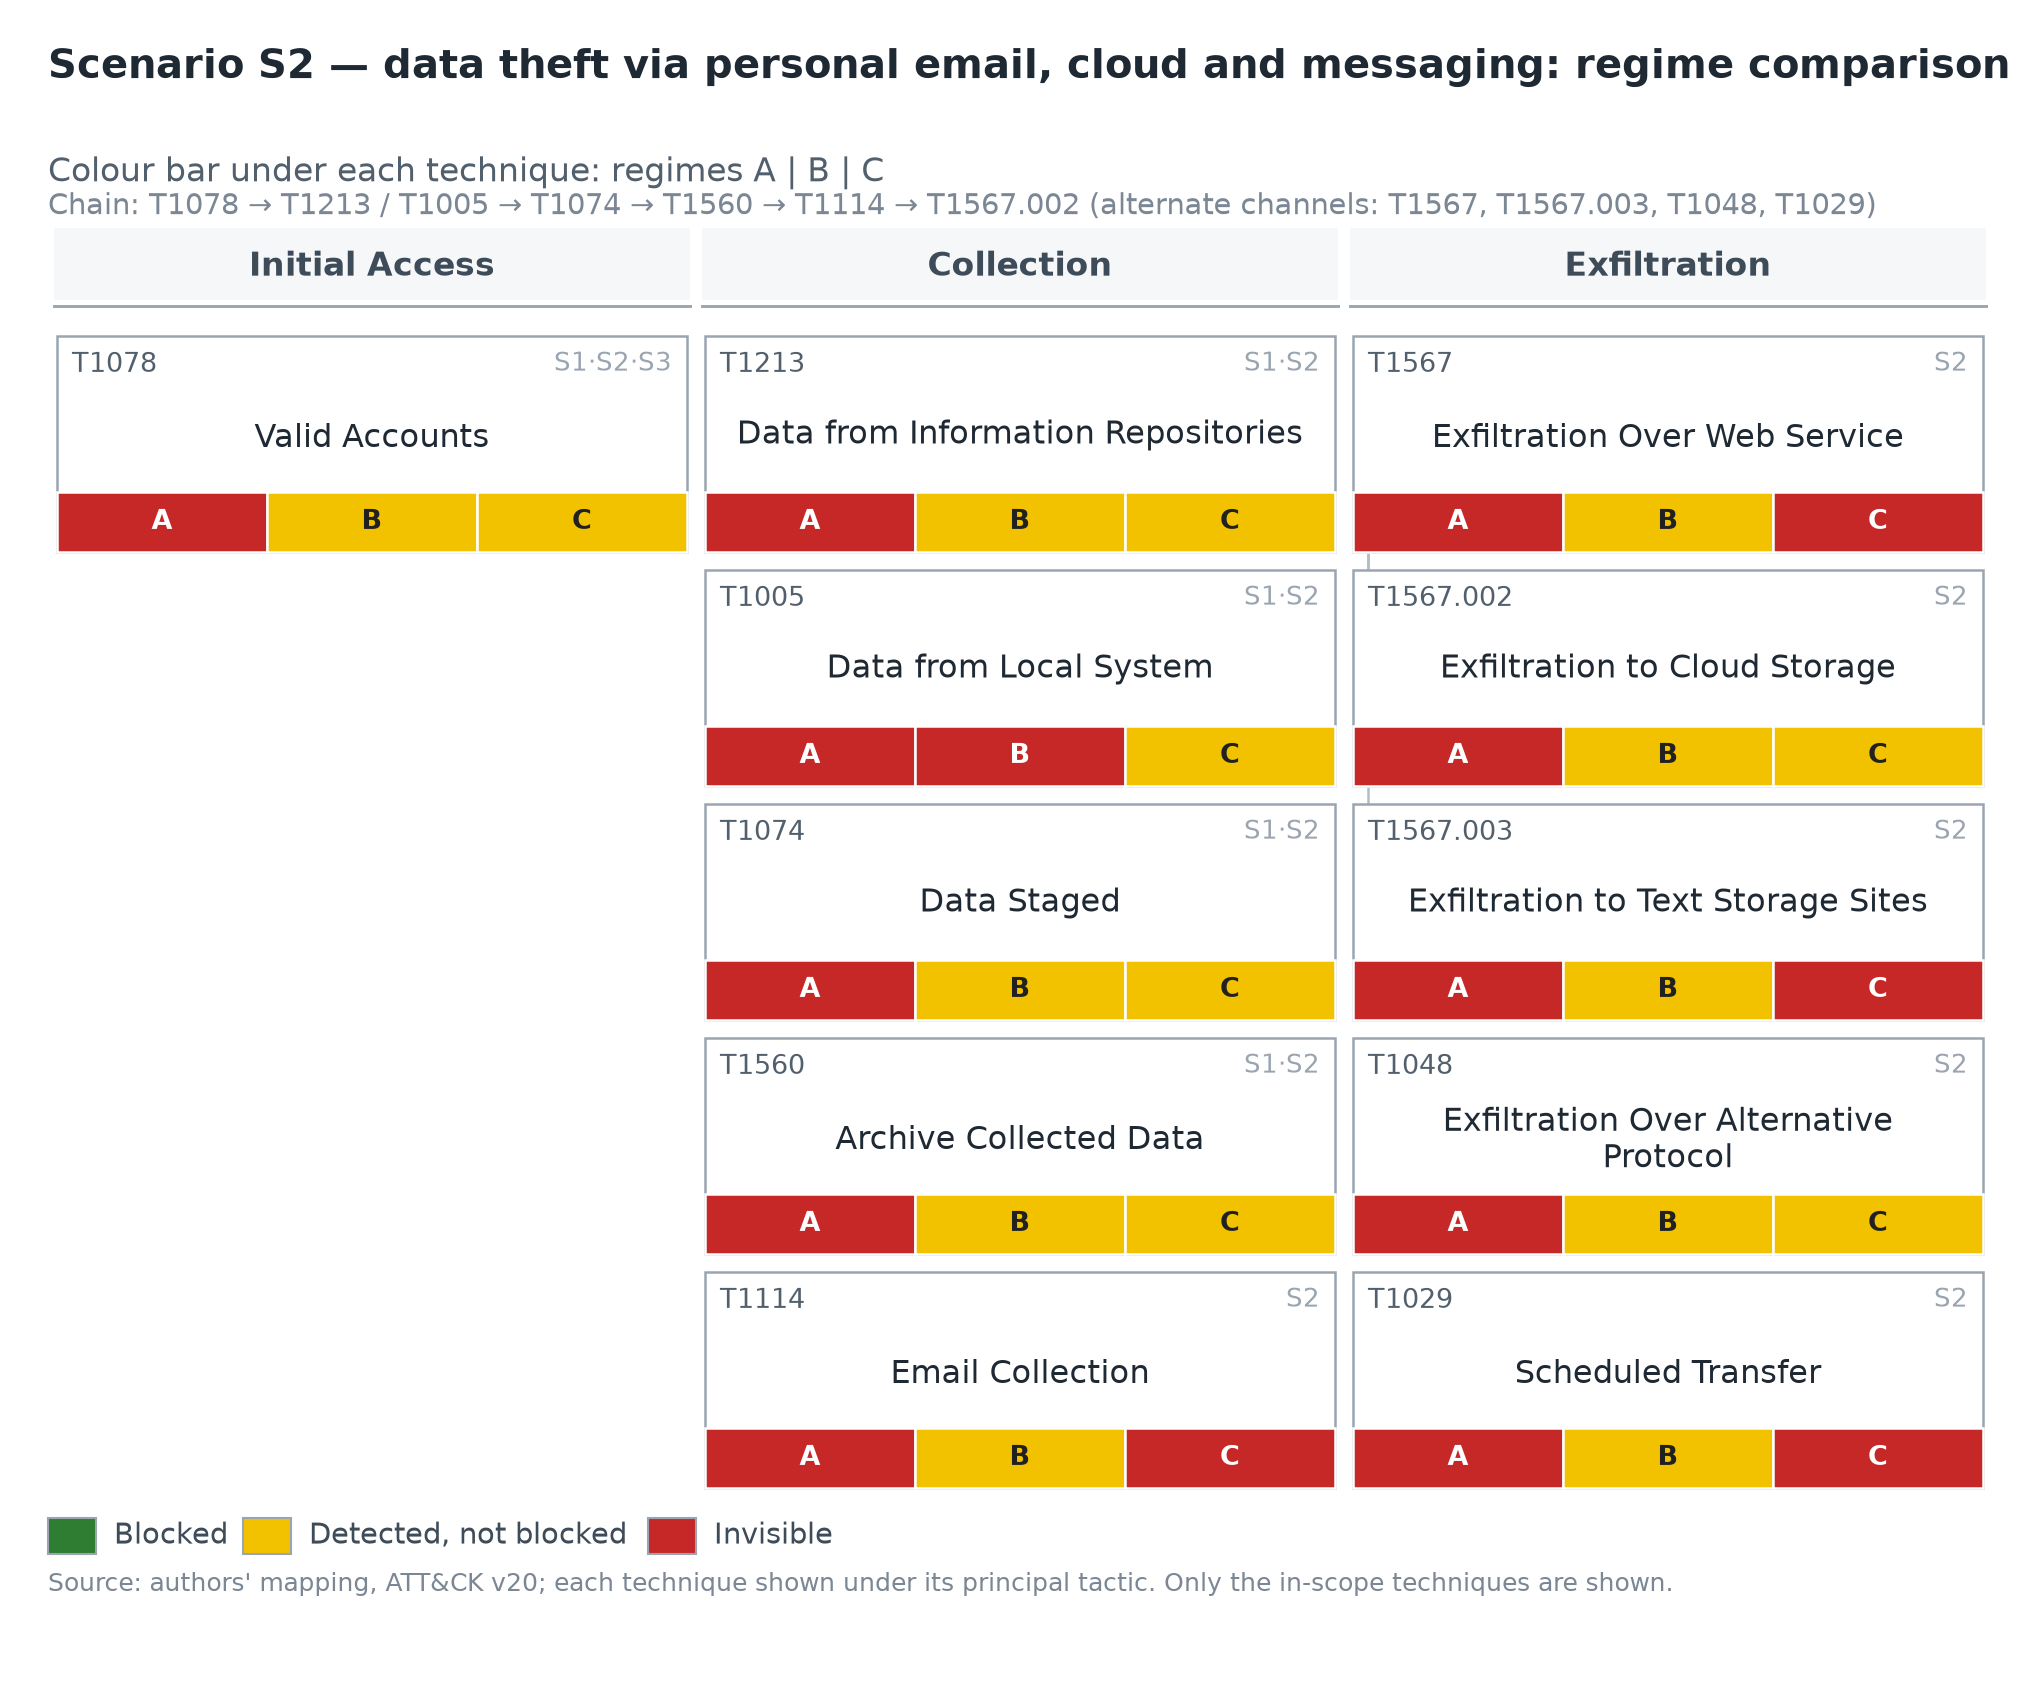 Scenario S2 — data theft via personal email, cloud and messaging: regime comparison
Colour bar under each technique: regimes A | B | C
Chain: T1078 → T1213 / T1005 → T1074 → T1560 → T1114 → T1567.002 (alternate channels: T1567, T1567.003, T1048, T1029)
Initial Access
T1078 S1·S2·S3
Valid Accounts
A B C
Collection
T1213 S1·S2
Data from Information Repositories
A B C
T1005 S1·S2
Data from Local System
A B C
T1074 S1·S2
Data Staged
A B C
T1560 S1·S2
Archive Collected Data
A B C
T1114 S2
Email Collection
A B C
Exfiltration
T1567 S2
Exfiltration Over Web Service
A B C
T1567.002 S2
Exfiltration to Cloud Storage
A B C
T1567.003 S2
Exfiltration to Text Storage Sites
A B C
T1048 S2
Exfiltration Over Alternative
Protocol
A B C
T1029 S2
Scheduled Transfer
A B C
Blocked Detected, not blocked Invisible
Source: authors' mapping, ATT&CK v20; each technique shown under its principal tactic. Only the in-scope techniques are shown.